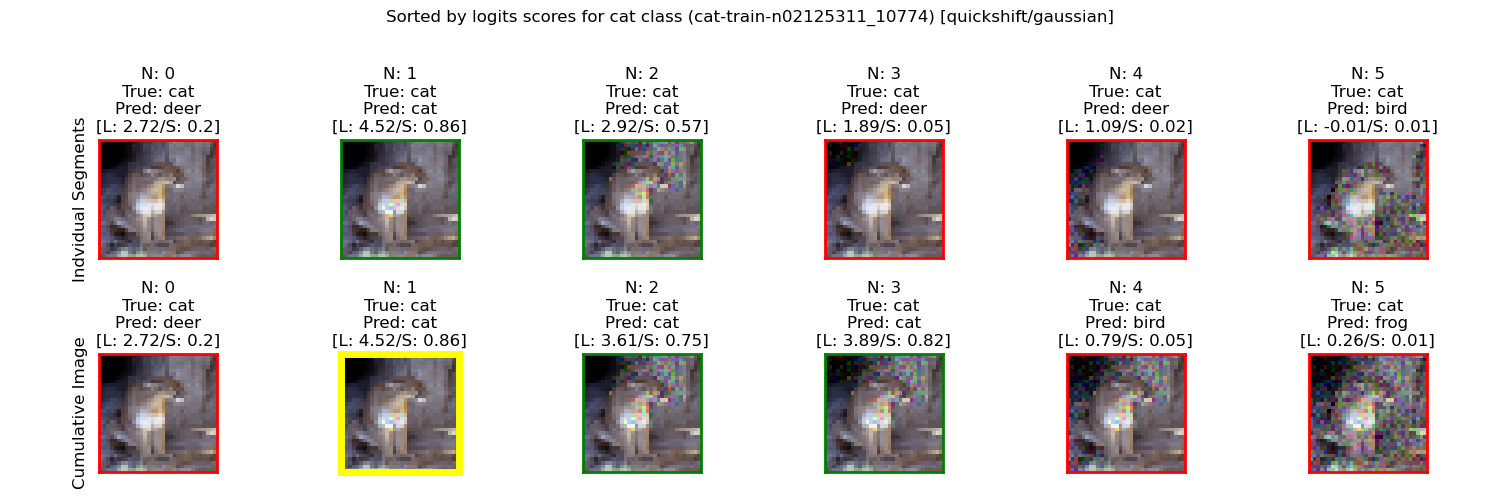 Sorted by logits scores for cat class (cat-train-n02125311_10774) [quickshift/gaussian]
Indvidual Segments
N: 0
True: cat
Pred: deer
[L: 2.72/S: 0.2]
N: 1
True: cat
Pred: cat
[L: 4.52/S: 0.86]
N: 2
True: cat
Pred: cat
[L: 2.92/S: 0.57]
N: 3
True: cat
Pred: deer
[L: 1.89/S: 0.05]
N: 4
True: cat
Pred: deer
[L: 1.09/S: 0.02]
N: 5
True: cat
Pred: bird
[L: -0.01/S: 0.01]
Cumulative Image
N: 0
True: cat
Pred: deer
[L: 2.72/S: 0.2]
N: 1
True: cat
Pred: cat
[L: 4.52/S: 0.86]
N: 2
True: cat
Pred: cat
[L: 3.61/S: 0.75]
N: 3
True: cat
Pred: cat
[L: 3.89/S: 0.82]
N: 4
True: cat
Pred: bird
[L: 0.79/S: 0.05]
N: 5
True: cat
Pred: frog
[L: 0.26/S: 0.01]